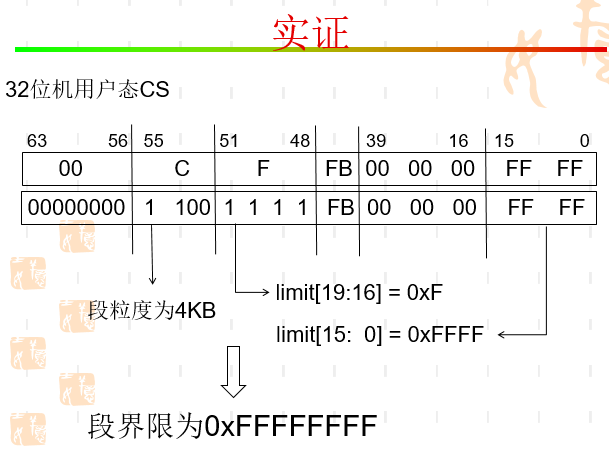 实证
32位机用户态CS
63 56 55 51 48 39 16 15 0
00 C F FB 00 00 00 FF FF
00000000 1 100 1 1 1 1 FB 00 00 00 FF FF
limit[19:16] = 0xF
段粒度为4KB
limit[15: 0] = 0xFFFF
段界限为0xFFFFFFFF